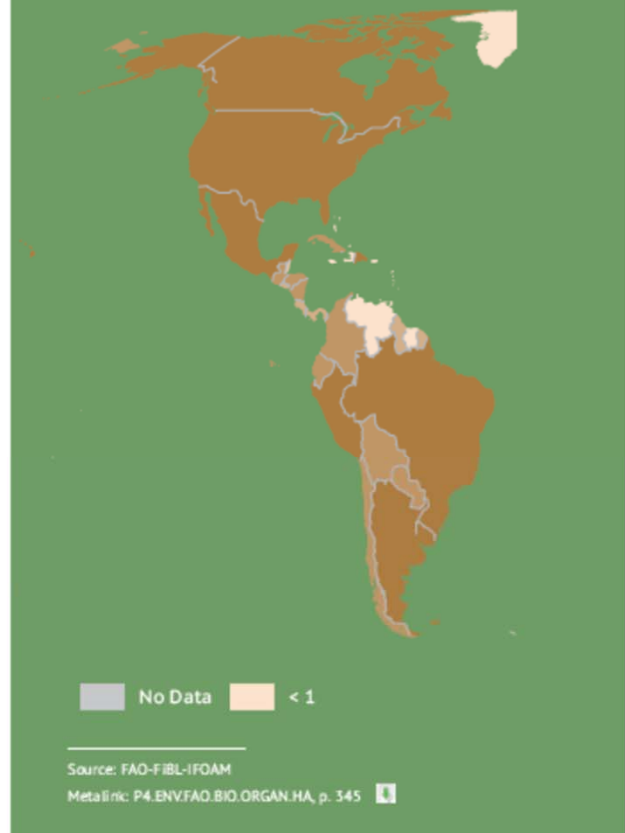 No Data < 1
Source: FAO-FiBL-IFOAM
Metalink: P4.ENV.FAO.BIO.ORGAN.HA, p. 345